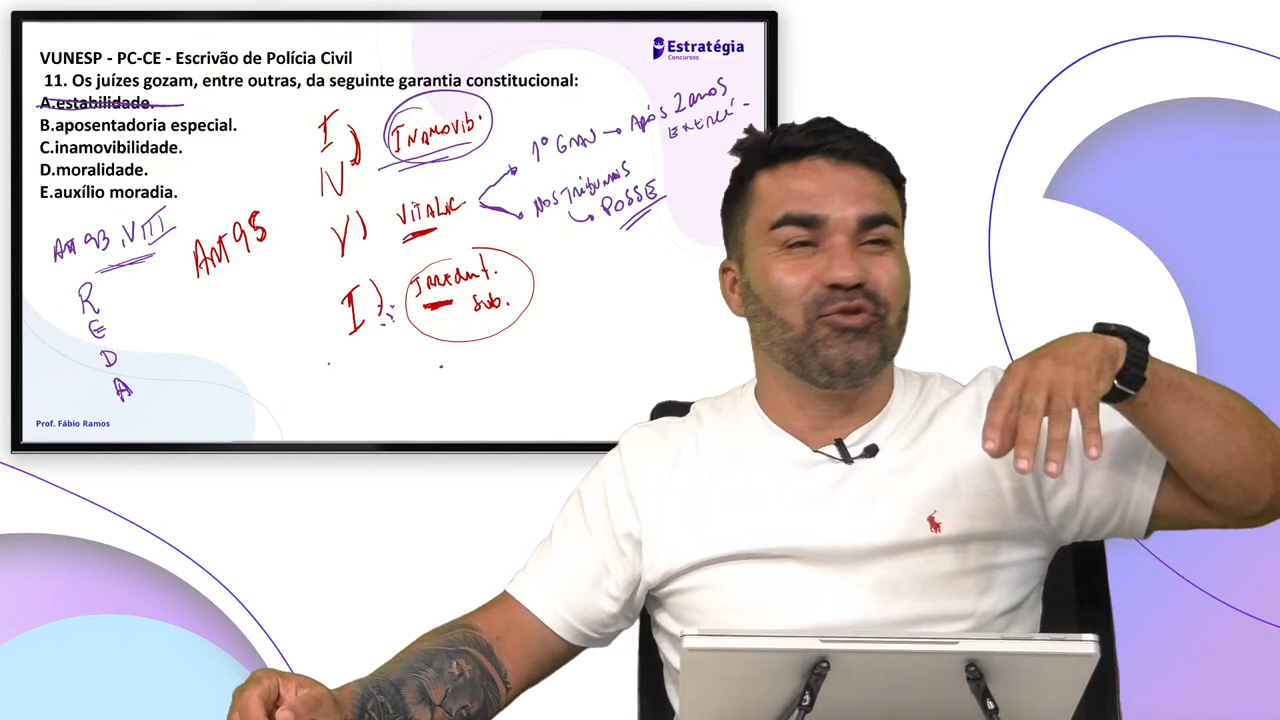 VUNESP - PC-CE - Escrivão de Polícia Civil
11. Os juízes gozam, entre outras, da seguinte garantia constitucional:
A.estabilidade.
B.aposentadoria especial.
C.inamovibilidade.
D.moralidade.
E.auxílio moradia.
Estratégia
Concursos
I) INAMOVIB.
IV
V) VITALIC
1º GRAU → APÓS 2 ANOS
NOS TRIBUNAIS
POSSE
I) IRREDUT.
SUB.
Art 93, VIII
Art 95
R
E
D
A
Prof. Fábio Ramos